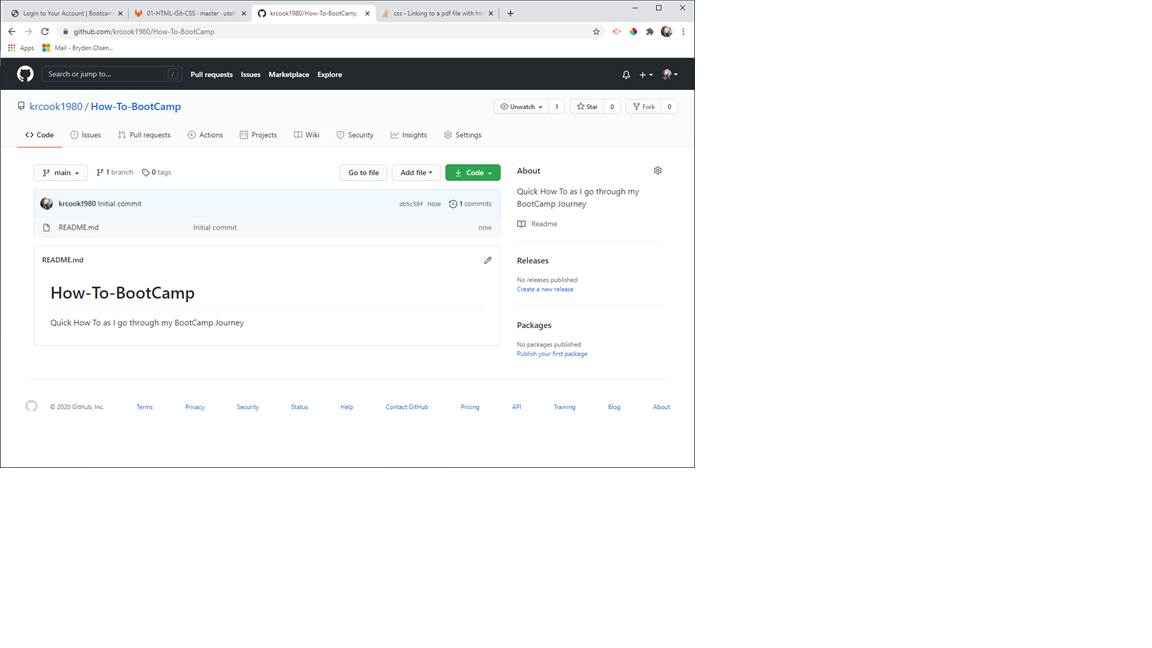 Login to Your Account | Bootcam
01-HTML-Git-CSS · master · utah
krcook1980/How-To-BootCamp
css - Linking to a pdf file with ht
github.com/krcook1980/How-To-BootCamp
Apps
Mail - Bryden Olsen...
Search or jump to...
/
Pull requests
Issues
Marketplace
Explore
krcook1980 / How-To-BootCamp
Unwatch
1
Star
0
Fork
0
Code
Issues
Pull requests
Actions
Projects
Wiki
Security
Insights
Settings
main
1 branch
0 tags
Go to file
Add file
Code
krcook1980 Initial commit
db5c58f now
1 commits
README.md
Initial commit
now
README.md
How-To-BootCamp
Quick How To as I go through my BootCamp Journey
About
Quick How To as I go through my
BootCamp Journey
Readme
Releases
No releases published
Create a new release
Packages
No packages published
Publish your first package
© 2020 GitHub, Inc.
Terms
Privacy
Security
Status
Help
Contact GitHub
Pricing
API
Training
Blog
About